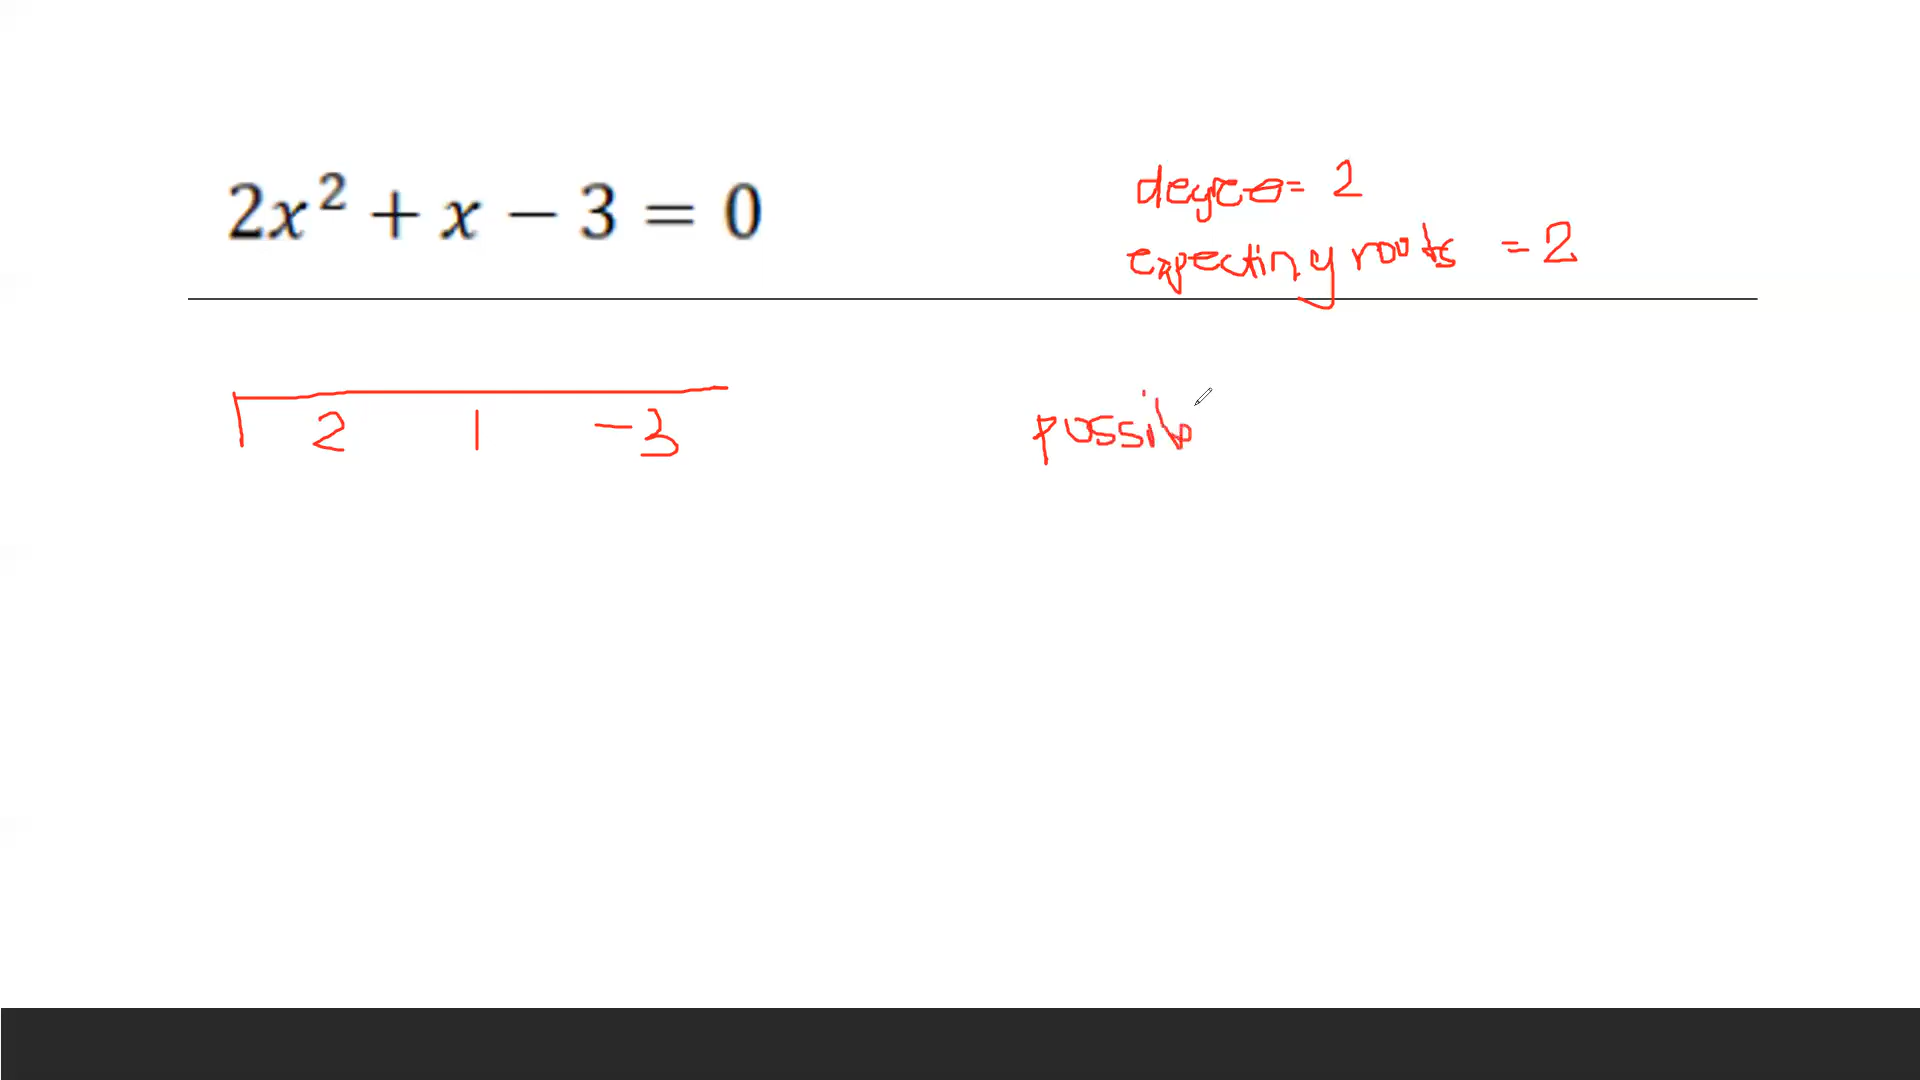 2x² + x − 3 = 0
degree = 2
expecting roots = 2
2 1 -3
possib